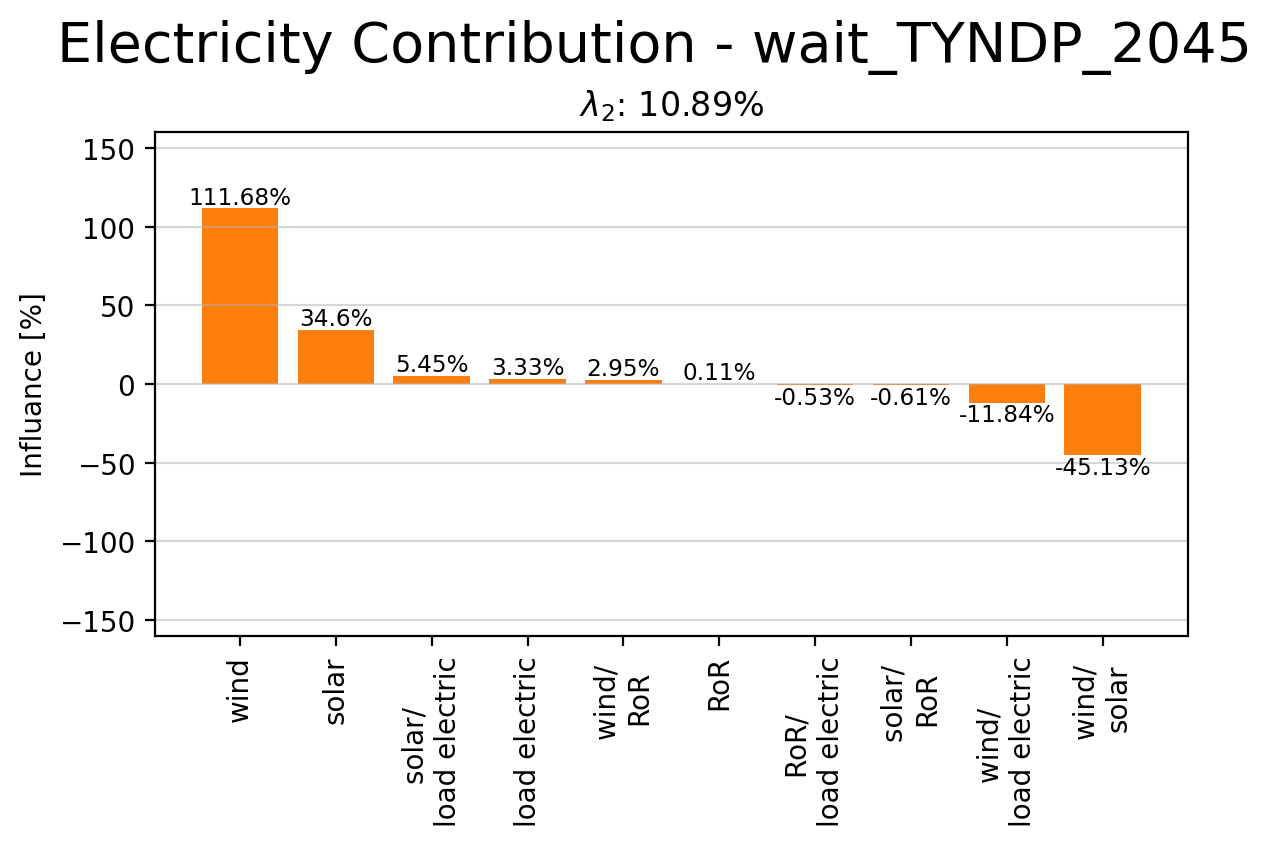 Electricity Contribution - wait_TYNDP_2045
λ₂: 10.89%
Influance [%]
150
100
50
0
−50
−100
−150
111.68%
34.6%
5.45%
3.33%
2.95%
0.11%
-0.53%
-0.61%
-11.84%
-45.13%
wind
solar
solar/
load electric
load electric
wind/
RoR
RoR
RoR/
load electric
solar/
RoR
wind/
load electric
wind/
solar